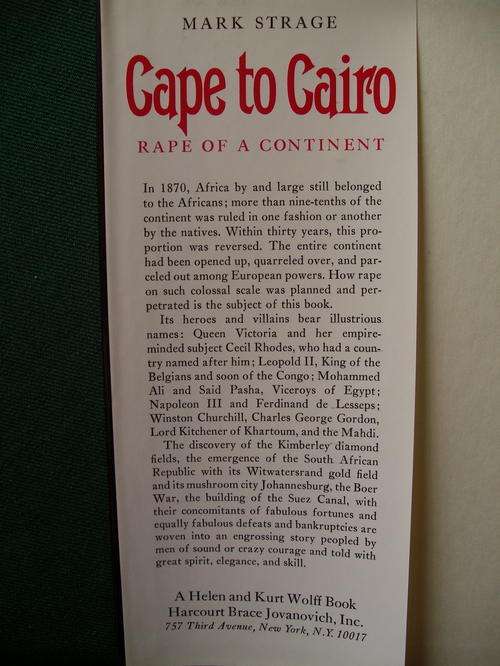 MARK STRAGE
Cape to Cairo
RAPE OF A CONTINENT
In 1870, Africa by and large still belonged
to the Africans; more than nine-tenths of the
continent was ruled in one fashion or another
by the natives. Within thirty years, this pro-
portion was reversed. The entire continent
had been opened up, quarreled over, and par-
celed out among European powers. How rape
on such colossal scale was planned and per-
petrated is the subject of this book.
Its heroes and villains bear illustrious
names: Queen Victoria and her empire-
minded subject Cecil Rhodes, who had a coun-
try named after him; Leopold II, King of the
Belgians and soon of the Congo; Mohammed
Ali and Said Pasha, Viceroys of Egypt;
Napoleon III and Ferdinand de Lesseps;
Winston Churchill, Charles George Gordon,
Lord Kitchener of Khartoum, and the Mahdi.
The discovery of the Kimberley diamond
fields, the emergence of the South African
Republic with its Witwatersrand gold field
and its mushroom city Johannesburg, the Boer
War, the building of the Suez Canal, with
their concomitants of fabulous fortunes and
equally fabulous defeats and bankruptcies are
woven into an engrossing story peopled by
men of sound or crazy courage and told with
great spirit, elegance, and skill.
A Helen and Kurt Wolff Book
Harcourt Brace Jovanovich, Inc.
757 Third Avenue, New York, N.Y. 10017